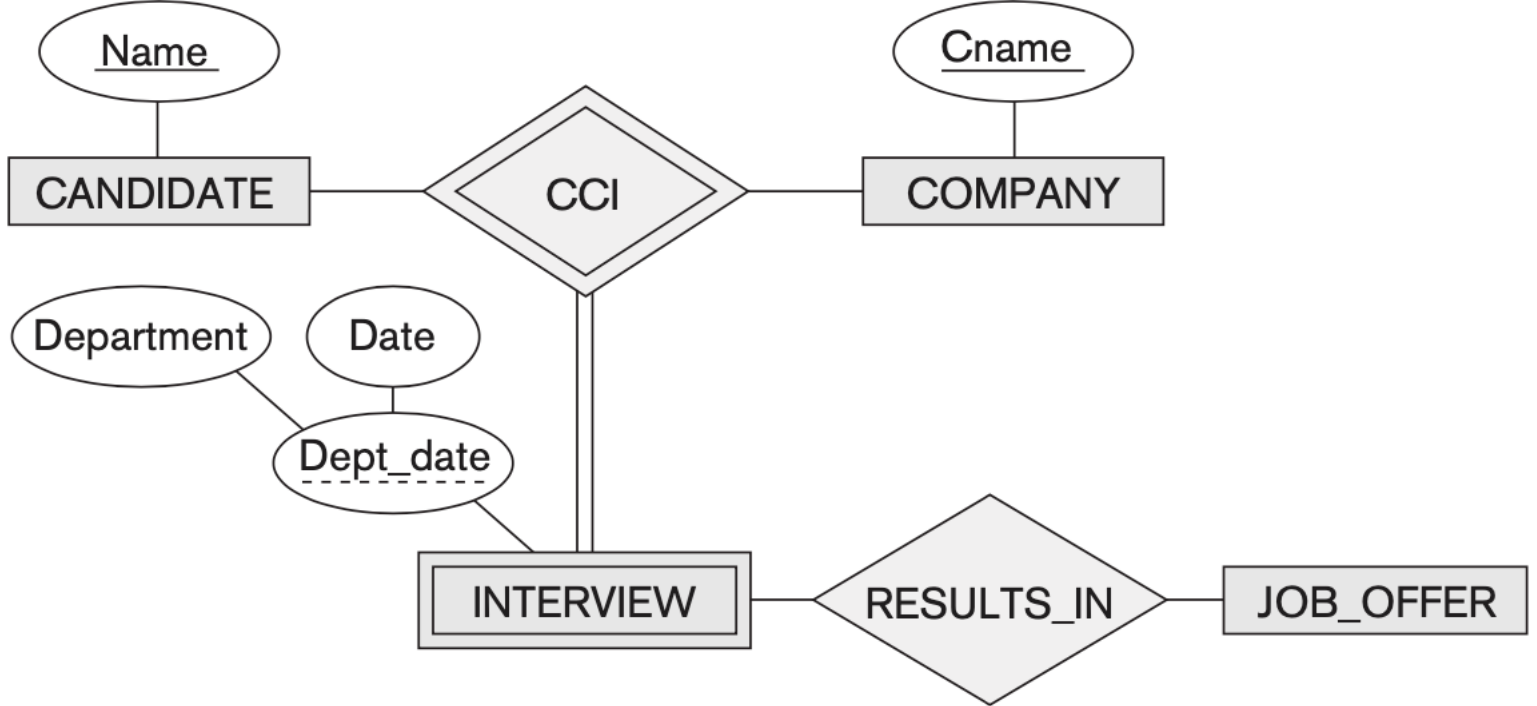 Name
Cname
CANDIDATE
CCI
COMPANY
Department
Date
Dept_date
INTERVIEW
RESULTS_IN
JOB_OFFER